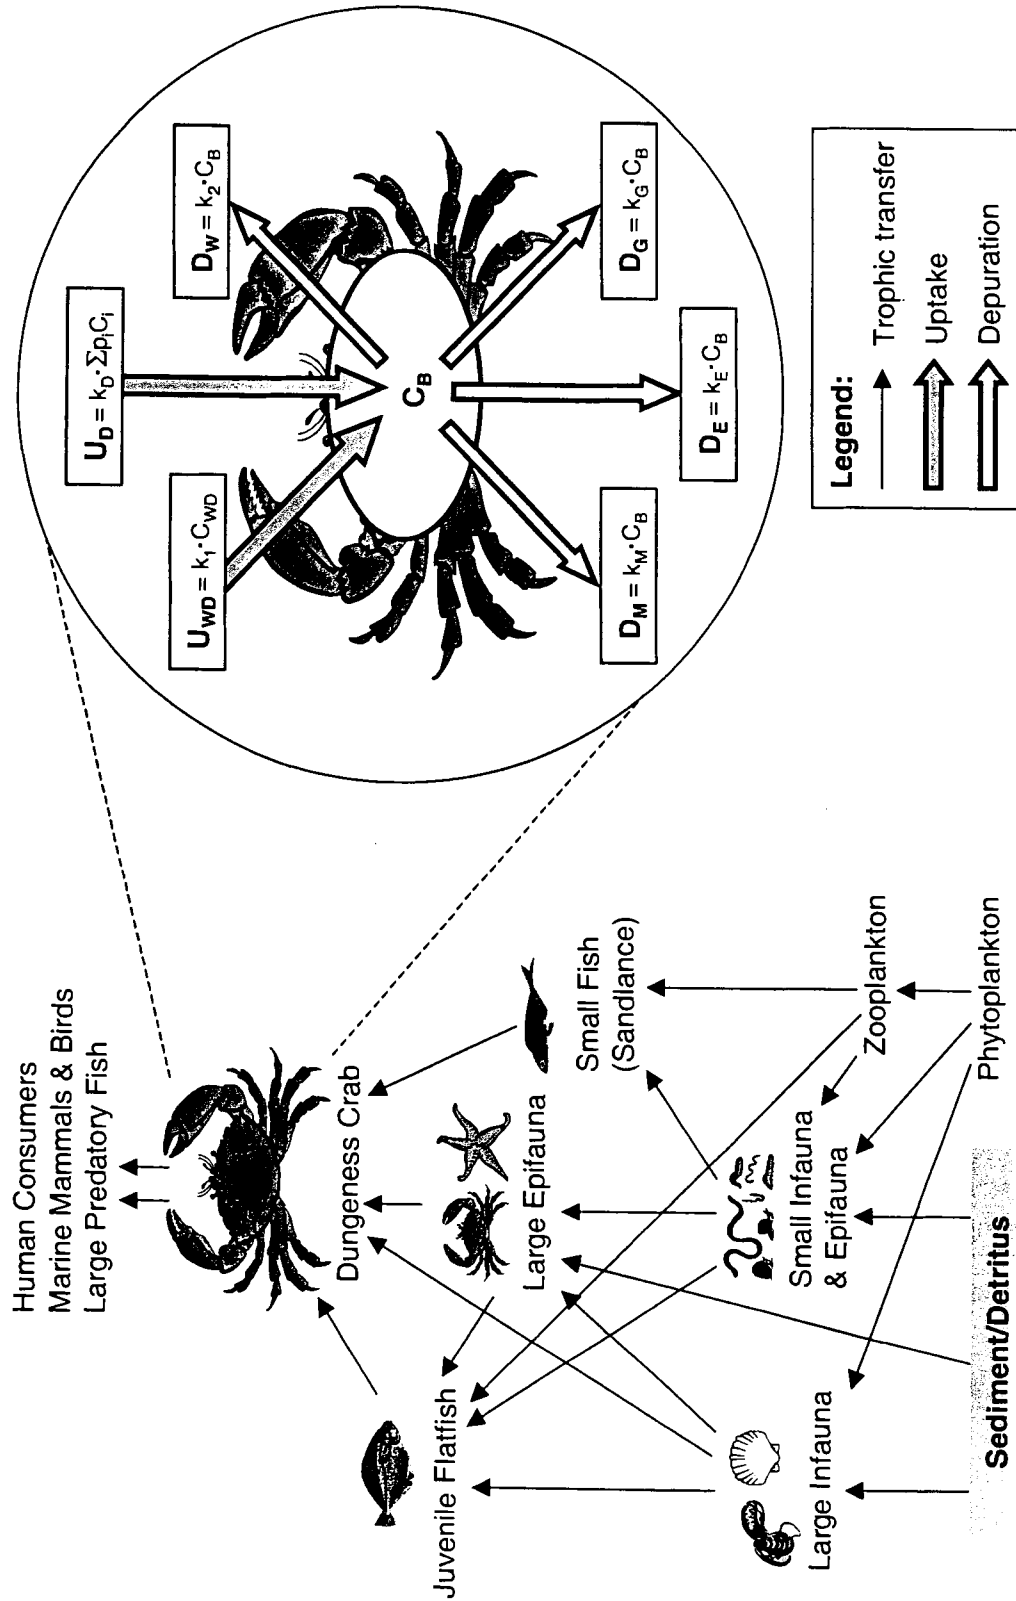 Human Consumers
Marine Mammals & Birds
Large Predatory Fish
Dungeness Crab
Juvenile Flatfish
Large Epifauna
Small Fish
(Sandlance)
Large Infauna
Small Infauna
& Epifauna
Zooplankton
Sediment/Detritus
Phytoplankton
U_WD = k_1·C_WD
U_D = k_D·Σp_iC_i
D_W = k_2·C_B
C_B
D_M = k_M·C_B
D_E = k_E·C_B
D_G = k_G·C_B
Legend:
Trophic transfer
Uptake
Depuration